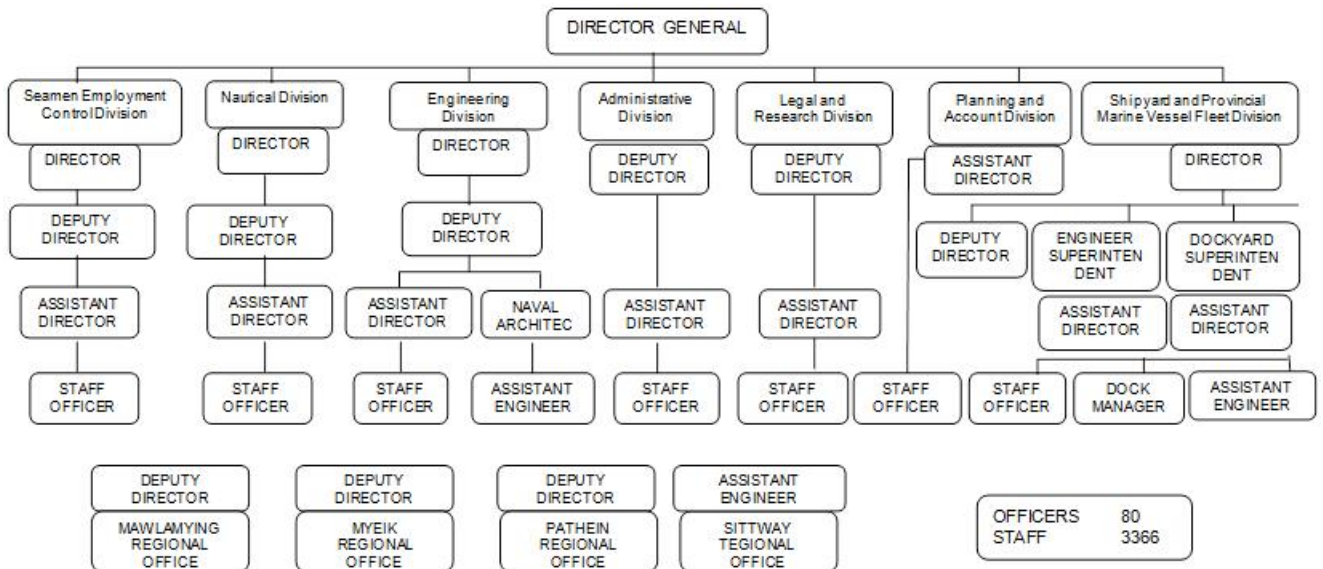 DIRECTOR GENERAL
Seamen Employment
Control Division
Nautical Division
Engineering
Division
Administrative
Division
Legal and
Research Division
Planning and
Account Division
Shipyard and Provincial
Marine Vessel Fleet Division
DIRECTOR
DIRECTOR
DIRECTOR
DEPUTY
DIRECTOR
DEPUTY
DIRECTOR
ASSISTANT
DIRECTOR
DIRECTOR
DEPUTY
DIRECTOR
DEPUTY
DIRECTOR
DEPUTY
DIRECTOR
DEPUTY
DIRECTOR
ENGINEER
SUPERINTEN
DENT
DOCKYARD
SUPERINTEN
DENT
ASSISTANT
DIRECTOR
ASSISTANT
DIRECTOR
ASSISTANT
DIRECTOR
NAVAL
ARCHITEC
ASSISTANT
DIRECTOR
ASSISTANT
DIRECTOR
ASSISTANT
DIRECTOR
ASSISTANT
DIRECTOR
STAFF
OFFICER
STAFF
OFFICER
STAFF
OFFICER
ASSISTANT
ENGINEER
STAFF
OFFICER
STAFF
OFFICER
STAFF
OFFICER
STAFF
OFFICER
DOCK
MANAGER
ASSISTANT
ENGINEER
DEPUTY
DIRECTOR
MAWLAMYING
REGIONAL
OFFICE
DEPUTY
DIRECTOR
MYEIK
REGIONAL
OFFICE
DEPUTY
DIRECTOR
PATHEIN
REGIONAL
OFFICE
ASSISTANT
ENGINEER
SITTWAY
TEGIONAL
OFFICE
OFFICERS 80
STAFF 3366